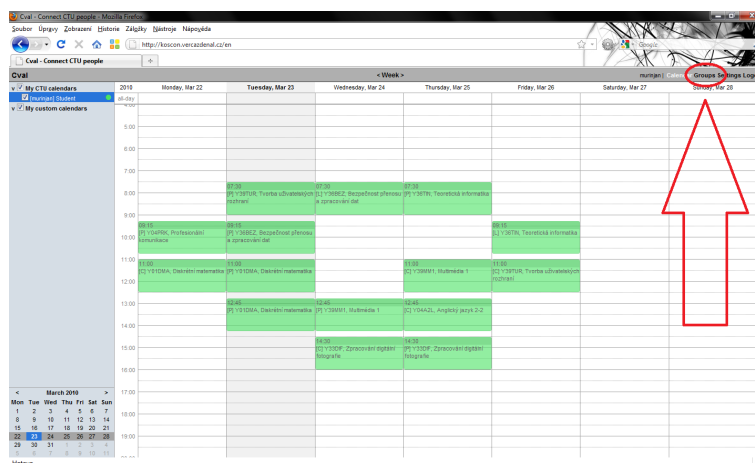 Cval - Connect CTU people - Mozilla Firefox
Soubor Úpravy Zobrazení Historie Záložky Nástroje Nápověda
http://koscon.vercazdenal.cz/en
Google
Cval - Connect CTU people
Cval
< Week >
murinjan | Calendar Groups Settings Logo
My CTU calendars
[murinjan] Student
My custom calendars
2010 Monday, Mar 22 Tuesday, Mar 23 Wednesday, Mar 24 Thursday, Mar 25 Friday, Mar 26 Saturday, Mar 27 Sunday, Mar 28
all-day
4:00
5:00
6:00
7:00
8:00
9:00
10:00
11:00
12:00
13:00
14:00
15:00
16:00
17:00
18:00
19:00
07:30
[P] Y39TUR, Tvorba uživatelských rozhraní
07:30
[L] Y36BEZ, Bezpečnost přenosu a zpracování dat
07:30
[P] Y36TIN, Teoretická informatika
09:15
[P] Y04PRK, Profesionální komunikace
09:15
[P] Y36BEZ, Bezpečnost přenosu a zpracování dat
09:15
[L] Y36TIN, Teoretická informatika
11:00
[C] Y01DMA, Diskrétní matematika
11:00
[P] Y01DMA, Diskrétní matematika
11:00
[C] Y39MM1, Multimédia 1
11:00
[C] Y39TUR, Tvorba uživatelských rozhraní
12:45
[P] Y01DMA, Diskrétní matematika
12:45
[P] Y39MM1, Multimédia 1
12:45
[C] Y04A2L, Anglický jazyk 2-2
14:30
[C] Y33DIF, Zpracování digitální fotografie
14:30
[P] Y33DIF, Zpracování digitální fotografie
< March 2010 >
Mon Tue Wed Thu Fri Sat Sun
1 2 3 4 5 6 7
8 9 10 11 12 13 14
15 16 17 18 19 20 21
22 23 24 25 26 27 28
29 30 31 1 2 3 4
5 6 7 8 9 10 11
Hotovo